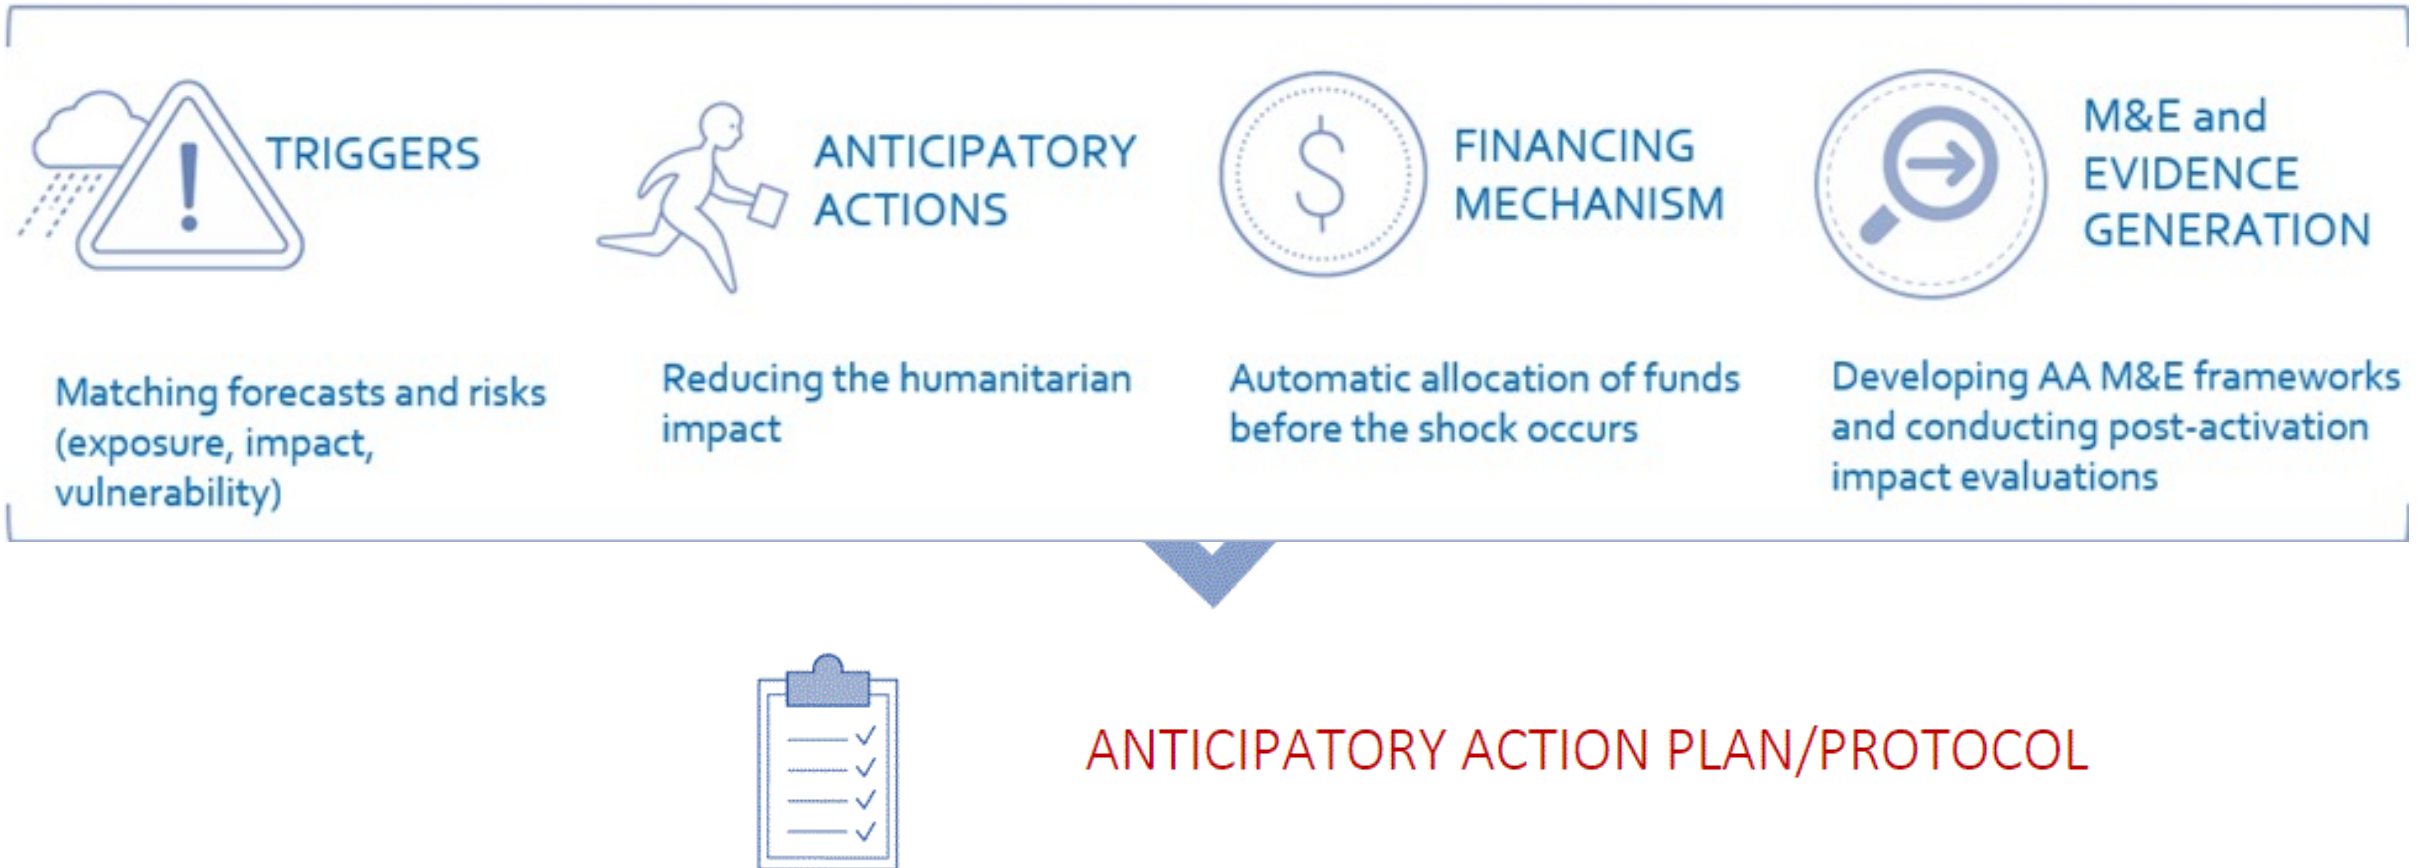 TRIGGERS
Matching forecasts and risks
(exposure, impact,
vulnerability)
ANTICIPATORY
ACTIONS
Reducing the humanitarian
impact
$
FINANCING
MECHANISM
Automatic allocation of funds
before the shock occurs
M&E and
EVIDENCE
GENERATION
Developing AA M&E frameworks
and conducting post-activation
impact evaluations
ANTICIPATORY ACTION PLAN/PROTOCOL